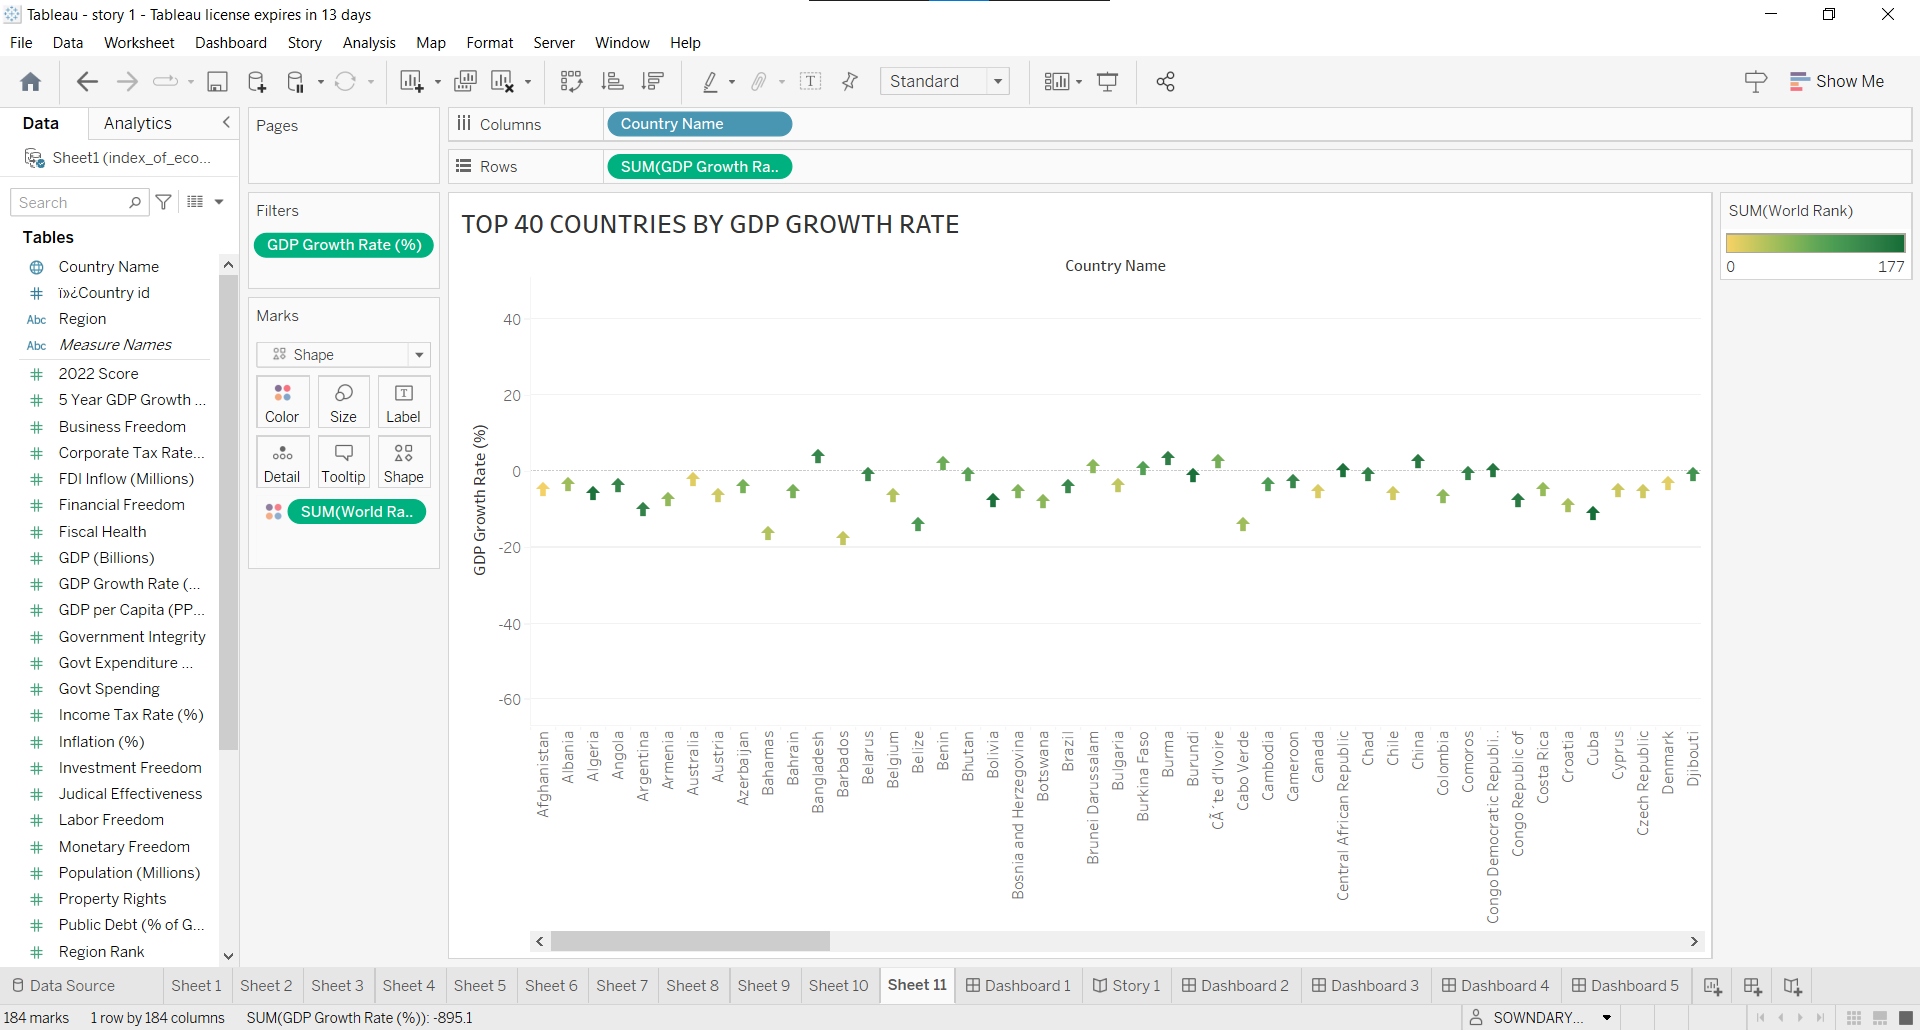 Tableau - story 1 - Tableau license expires in 13 days
File Data Worksheet Dashboard Story Analysis Map Format Server Window Help
Standard
Show Me
Data Analytics
Sheet1 (index_of_eco...
Search
Tables
Country Name
ï»¿Country id
Abc Region
Abc Measure Names
2022 Score
5 Year GDP Growth ...
Business Freedom
Corporate Tax Rate...
FDI Inflow (Millions)
Financial Freedom
Fiscal Health
GDP (Billions)
GDP Growth Rate (...
GDP per Capita (PP...
Government Integrity
Govt Expenditure ...
Govt Spending
Income Tax Rate (%)
Inflation (%)
Investment Freedom
Judical Effectiveness
Labor Freedom
Monetary Freedom
Population (Millions)
Property Rights
Public Debt (% of G...
Region Rank
Pages
Filters
GDP Growth Rate (%)
Marks
Shape
Color Size Label
Detail Tooltip Shape
SUM(World Ra..
Columns Country Name
Rows SUM(GDP Growth Ra..
TOP 40 COUNTRIES BY GDP GROWTH RATE
Country Name
GDP Growth Rate (%)
40
20
0
-20
-40
-60
Afghanistan
Albania
Algeria
Angola
Argentina
Armenia
Australia
Austria
Azerbaijan
Bahamas
Bahrain
Bangladesh
Barbados
Belarus
Belgium
Belize
Benin
Bhutan
Bolivia
Bosnia and Herzegovina
Botswana
Brazil
Brunei Darussalam
Bulgaria
Burkina Faso
Burma
Burundi
CÃ´te d'Ivoire
Cabo Verde
Cambodia
Cameroon
Canada
Central African Republic
Chad
Chile
China
Colombia
Comoros
Congo Democratic Republi..
Congo Republic of
Costa Rica
Croatia
Cuba
Cyprus
Czech Republic
Denmark
Djibouti
SUM(World Rank)
0 177
Data Source Sheet 1 Sheet 2 Sheet 3 Sheet 4 Sheet 5 Sheet 6 Sheet 7 Sheet 8 Sheet 9 Sheet 10 Sheet 11 Dashboard 1 Story 1 Dashboard 2 Dashboard 3 Dashboard 4 Dashboard 5
184 marks 1 row by 184 columns SUM(GDP Growth Rate (%)): -895.1 SOWNDARY...